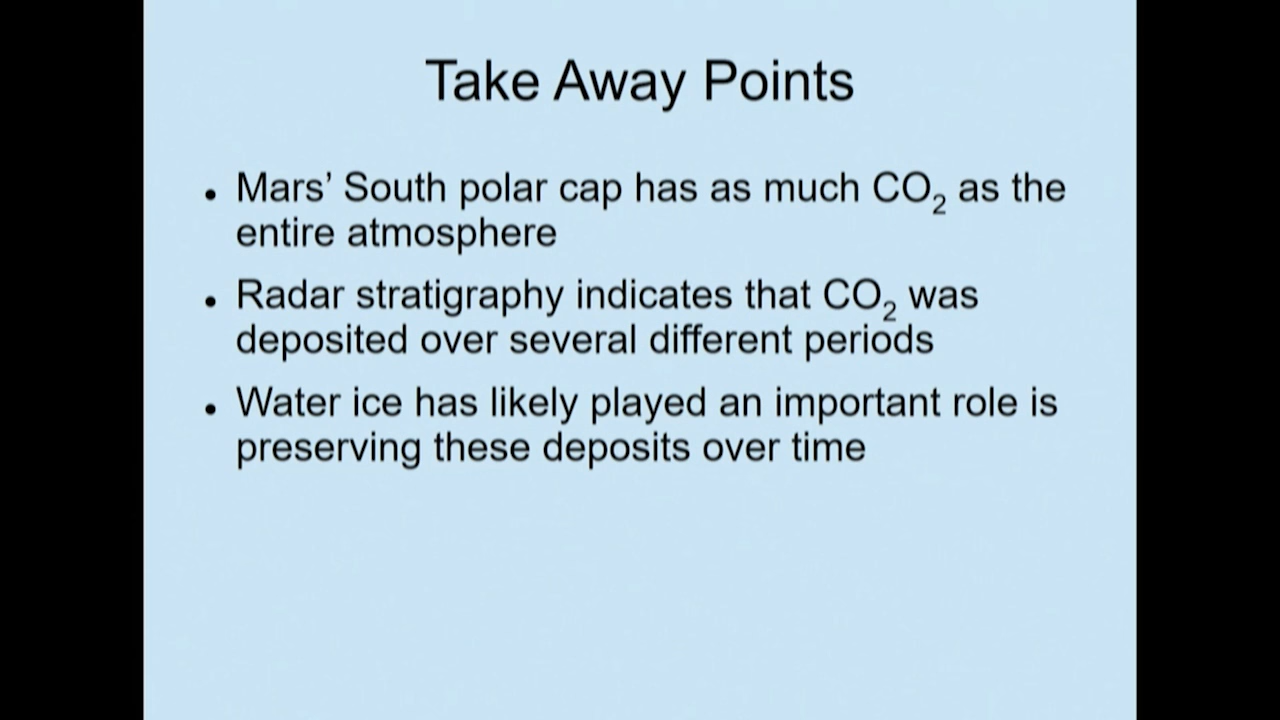 Take Away Points
• Mars’ South polar cap has as much CO₂ as the
entire atmosphere
• Radar stratigraphy indicates that CO₂ was
deposited over several different periods
• Water ice has likely played an important role is
preserving these deposits over time